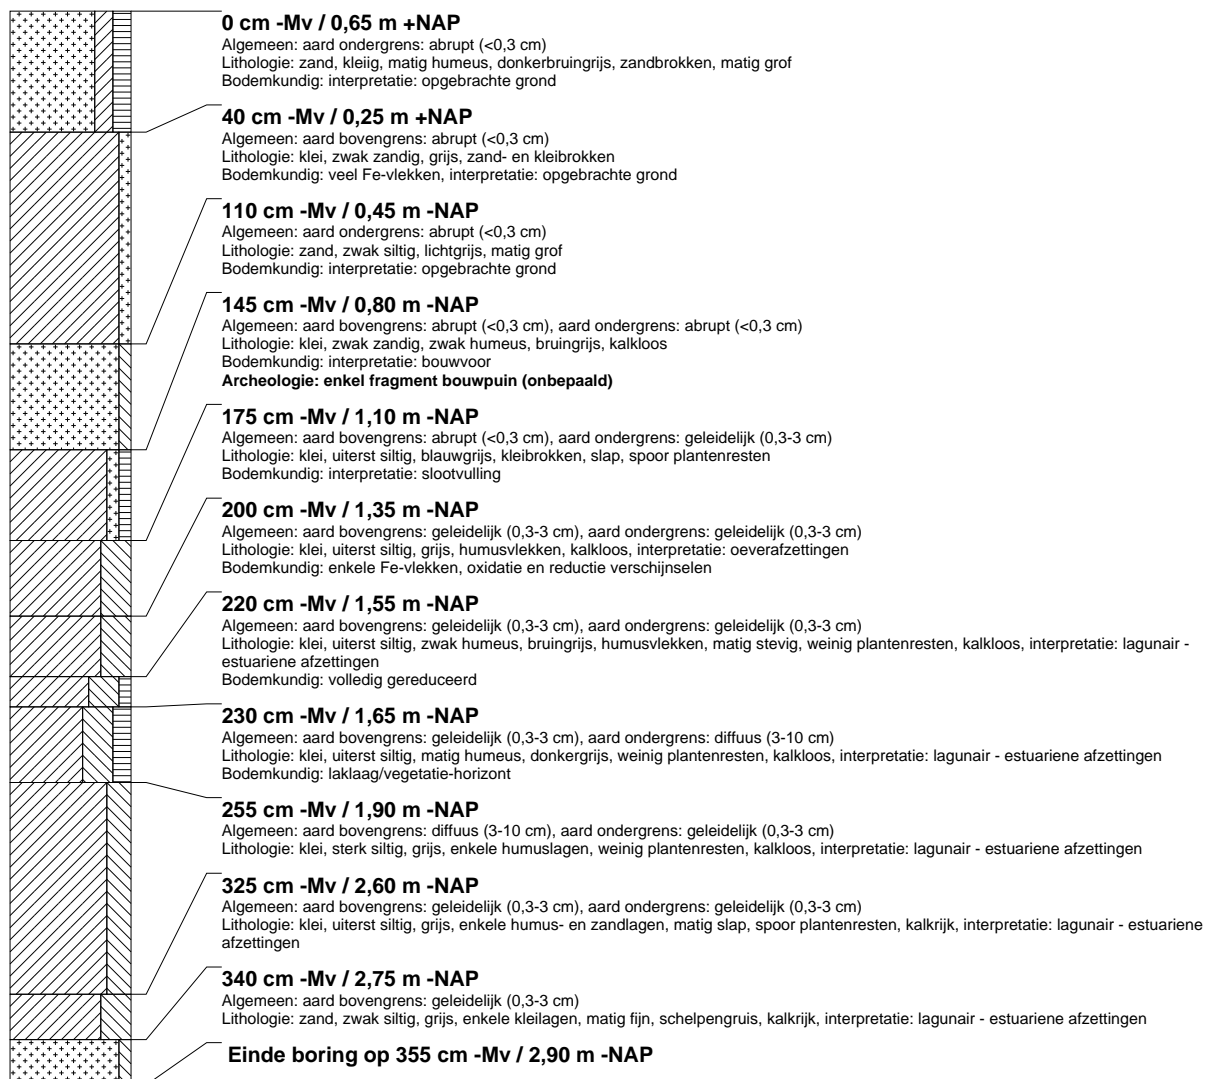 0 cm -Mv / 0,65 m +NAP
Algemeen: aard ondergrens: abrupt (<0,3 cm)
Lithologie: zand, kleiig, matig humeus, donkerbruingrijs, zandbrokken, matig grof
Bodemkundig: interpretatie: opgebrachte grond
40 cm -Mv / 0,25 m +NAP
Algemeen: aard bovengrens: abrupt (<0,3 cm)
Lithologie: klei, zwak zandig, grijs, zand- en kleibrokken
Bodemkundig: veel Fe-vlekken, interpretatie: opgebrachte grond
110 cm -Mv / 0,45 m -NAP
Algemeen: aard ondergrens: abrupt (<0,3 cm)
Lithologie: zand, zwak siltig, lichtgrijs, matig grof
Bodemkundig: interpretatie: opgebrachte grond
145 cm -Mv / 0,80 m -NAP
Algemeen: aard bovengrens: abrupt (<0,3 cm), aard ondergrens: abrupt (<0,3 cm)
Lithologie: klei, zwak zandig, zwak humeus, bruingrijs, kalkloos
Bodemkundig: interpretatie: bouwvoor
Archeologie: enkel fragment bouwpuin (onbepaald)
175 cm -Mv / 1,10 m -NAP
Algemeen: aard bovengrens: abrupt (<0,3 cm), aard ondergrens: geleidelijk (0,3-3 cm)
Lithologie: klei, uiterst siltig, blauwgrijs, kleibrokken, slap, spoor plantenresten
Bodemkundig: interpretatie: slootvulling
200 cm -Mv / 1,35 m -NAP
Algemeen: aard bovengrens: geleidelijk (0,3-3 cm), aard ondergrens: geleidelijk (0,3-3 cm)
Lithologie: klei, uiterst siltig, grijs, humusvlekken, kalkloos, interpretatie: oeverafzettingen
Bodemkundig: enkele Fe-vlekken, oxidatie en reductie verschijnselen
220 cm -Mv / 1,55 m -NAP
Algemeen: aard bovengrens: geleidelijk (0,3-3 cm), aard ondergrens: geleidelijk (0,3-3 cm)
Lithologie: klei, uiterst siltig, zwak humeus, bruingrijs, humusvlekken, matig stevig, weinig plantenresten, kalkloos, interpretatie: lagunair -
estuariene afzettingen
Bodemkundig: volledig gereduceerd
230 cm -Mv / 1,65 m -NAP
Algemeen: aard bovengrens: geleidelijk (0,3-3 cm), aard ondergrens: diffuus (3-10 cm)
Lithologie: klei, uiterst siltig, matig humeus, donkergrijs, weinig plantenresten, kalkloos, interpretatie: lagunair - estuariene afzettingen
Bodemkundig: laklaag/vegetatie-horizont
255 cm -Mv / 1,90 m -NAP
Algemeen: aard bovengrens: diffuus (3-10 cm), aard ondergrens: geleidelijk (0,3-3 cm)
Lithologie: klei, sterk siltig, grijs, enkele humuslagen, weinig plantenresten, kalkloos, interpretatie: lagunair - estuariene afzettingen
325 cm -Mv / 2,60 m -NAP
Algemeen: aard bovengrens: geleidelijk (0,3-3 cm), aard ondergrens: geleidelijk (0,3-3 cm)
Lithologie: klei, uiterst siltig, grijs, enkele humus- en zandlagen, matig slap, spoor plantenresten, kalkrijk, interpretatie: lagunair - estuariene
afzettingen
340 cm -Mv / 2,75 m -NAP
Algemeen: aard bovengrens: geleidelijk (0,3-3 cm)
Lithologie: zand, zwak siltig, grijs, enkele kleilagen, matig fijn, schelpengruis, kalkrijk, interpretatie: lagunair - estuariene afzettingen
Einde boring op 355 cm -Mv / 2,90 m -NAP